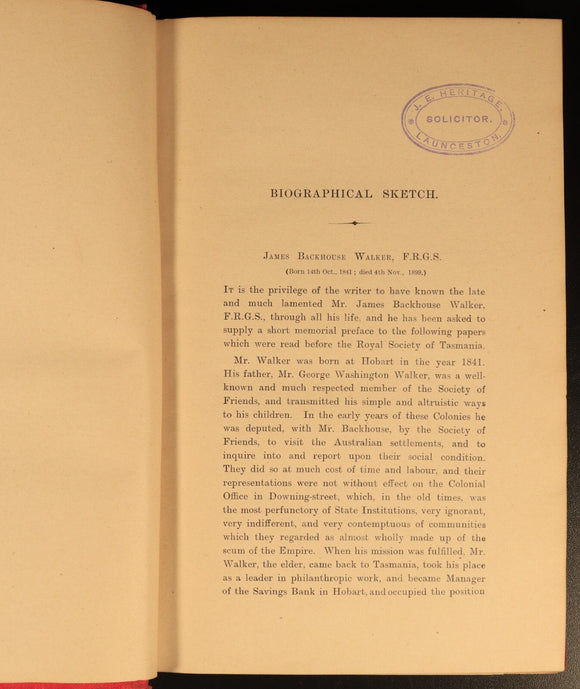 J. E. HERITAGE,
SOLICITOR.
LAUNCESTON.
BIOGRAPHICAL SKETCH.
JAMES BACKHOUSE WALKER, F.R.G.S.
(Born 14th Oct., 1841; died 4th Nov., 1899.)
IT is the privilege of the writer to have known the late
and much lamented Mr. James Backhouse Walker,
F.R.G.S., through all his life, and he has been asked to
supply a short memorial preface to the following papers
which were read before the Royal Society of Tasmania.
Mr. Walker was born at Hobart in the year 1841.
His father, Mr. George Washington Walker, was a well-
known and much respected member of the Society of
Friends, and transmitted his simple and altruistic ways
to his children. In the early years of these Colonies he
was deputed, with Mr. Backhouse, by the Society of
Friends, to visit the Australian settlements, and to
inquire into and report upon their social condition.
They did so at much cost of time and labour, and their
representations were not without effect on the Colonial
Office in Downing-street, which, in the old times, was
the most perfunctory of State Institutions, very ignorant,
very indifferent, and very contemptuous of communities
which they regarded as almost wholly made up of the
scum of the Empire. When his mission was fulfilled, Mr.
Walker, the elder, came back to Tasmania, took his place
as a leader in philanthropic work, and became Manager
of the Savings Bank in Hobart, and occupied the position